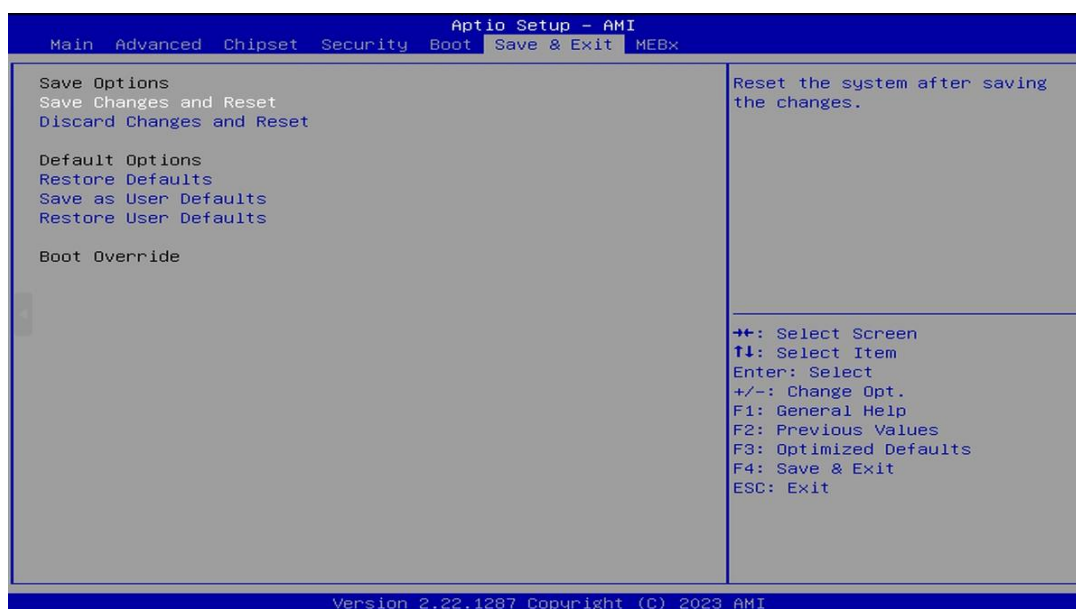 Aptio Setup – AMI
Main Advanced Chipset Security Boot Save & Exit MEBx
Save Options
Save Changes and Reset
Discard Changes and Reset
Default Options
Restore Defaults
Save as User Defaults
Restore User Defaults
Boot Override
Reset the system after saving
the changes.
→←: Select Screen
↑↓: Select Item
Enter: Select
+/-: Change Opt.
F1: General Help
F2: Previous Values
F3: Optimized Defaults
F4: Save & Exit
ESC: Exit
Version 2.22.1287 Copyright (C) 2023 AMI